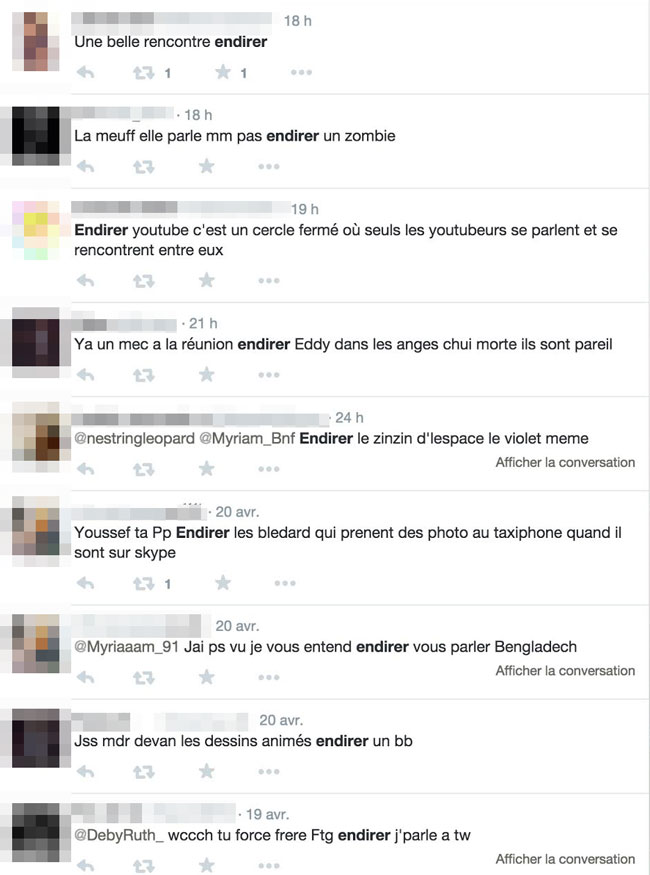 18 h
Une belle rencontre endirer
1 1
· 18 h
La meuff elle parle mm pas endirer un zombie
19 h
Endirer youtube c'est un cercle fermé où seuls les youtubeurs se parlent et se
rencontrent entre eux
· 21 h
Ya un mec a la réunion endirer Eddy dans les anges chui morte ils sont pareil
· 24 h
@nestringleopard @Myriam_Bnf Endirer le zinzin d'lespace le violet meme
Afficher la conversation
· 20 avr.
Youssef ta Pp Endirer les bledard qui prenent des photo au taxiphone quand il
sont sur skype
1
20 avr.
@Myriaaam_91 Jai ps vu je vous entend endirer vous parler Bengladech
Afficher la conversation
20 avr.
Jss mdr devan les dessins animés endirer un bb
· 19 avr.
@DebyRuth_ wccch tu force frere Ftg endirer j'parle a tw
Afficher la conversation